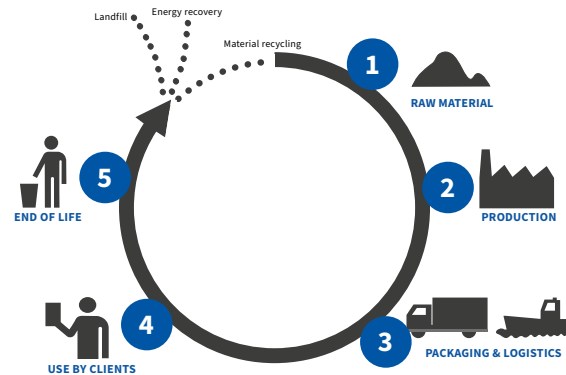 Landfill
Energy recovery
Material recycling
1
RAW MATERIAL
2
PRODUCTION
3
PACKAGING & LOGISTICS
4
USE BY CLIENTS
5
END OF LIFE